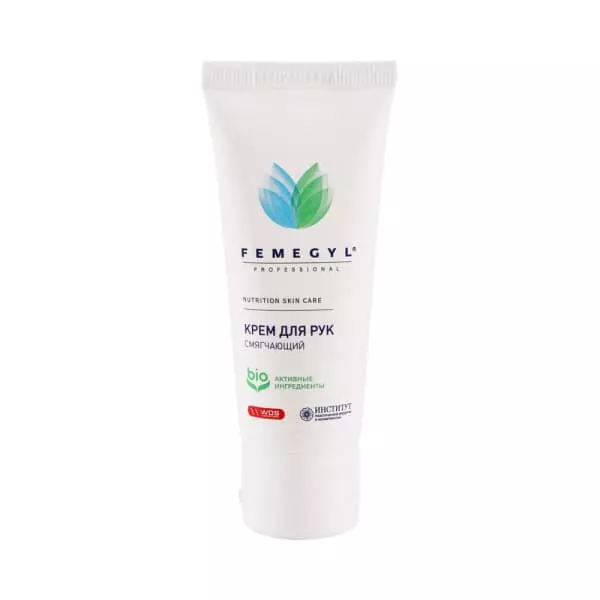 FEMEGYL®
PROFESSIONAL
NUTRITION SKIN CARE
КРЕМ ДЛЯ РУК
СМЯГЧАЮЩИЙ
bio
АКТИВНЫЕ
ИНГРЕДИЕНТЫ
WDS
ИНСТИТУТ